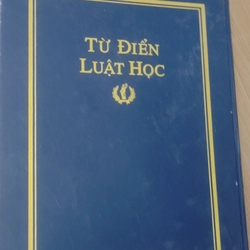 TỪ ĐIỂN
LUẬT HỌC